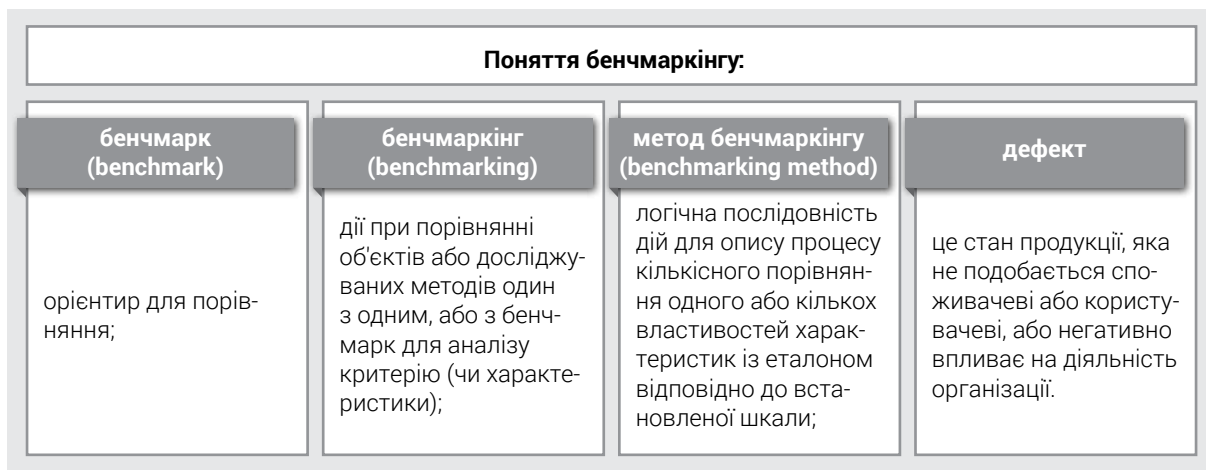 Поняття бенчмаркінгу:
бенчмарк
(benchmark)
орієнтир для порів-
няння;
бенчмаркінг
(benchmarking)
дії при порівнянні
об'єктів або досліджу-
ваних методів один
з одним, або з бенч-
марк для аналізу
критерію (чи характе-
ристики);
метод бенчмаркінгу
(benchmarking method)
логічна послідовність
дій для опису процесу
кількісного порівнян-
ня одного або кількох
властивостей харак-
теристик із еталоном
відповідно до вста-
новленої шкали;
дефект
це стан продукції, яка
не подобається спо-
живачеві або користу-
вачеві, або негативно
впливає на діяльність
організації.